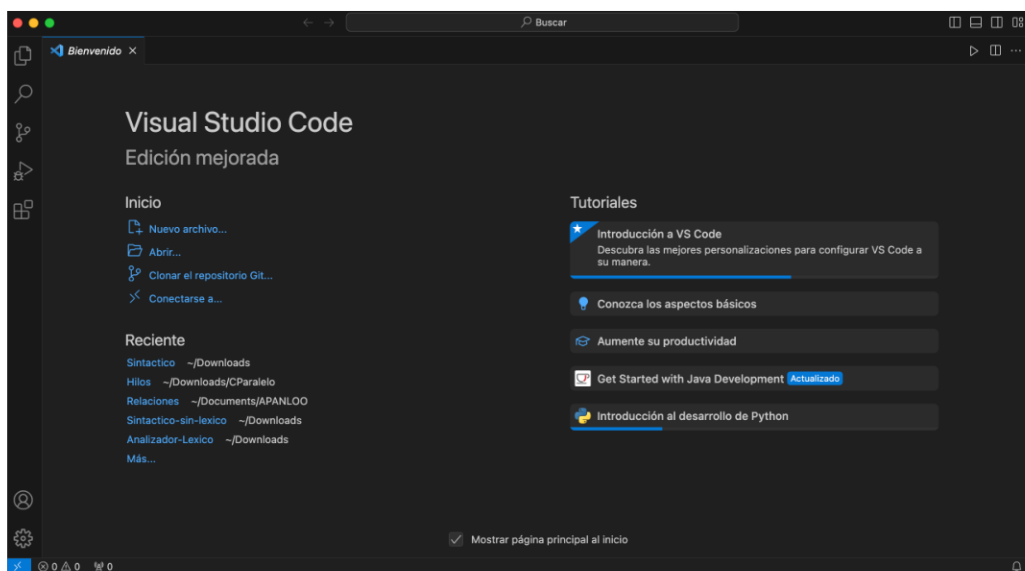 Buscar
Bienvenido
Visual Studio Code
Edición mejorada
Inicio
Nuevo archivo...
Abrir...
Clonar el repositorio Git...
Conectarse a...
Reciente
Sintactico ~/Downloads
Hilos ~/Downloads/CParalelo
Relaciones ~/Documents/APANLOO
Sintactico-sin-lexico ~/Downloads
Analizador-Lexico ~/Downloads
Más...
Tutoriales
Introducción a VS Code
Descubra las mejores personalizaciones para configurar VS Code a
su manera.
Conozca los aspectos básicos
Aumente su productividad
Get Started with Java Development Actualizado
Introducción al desarrollo de Python
Mostrar página principal al inicio
0 0 0